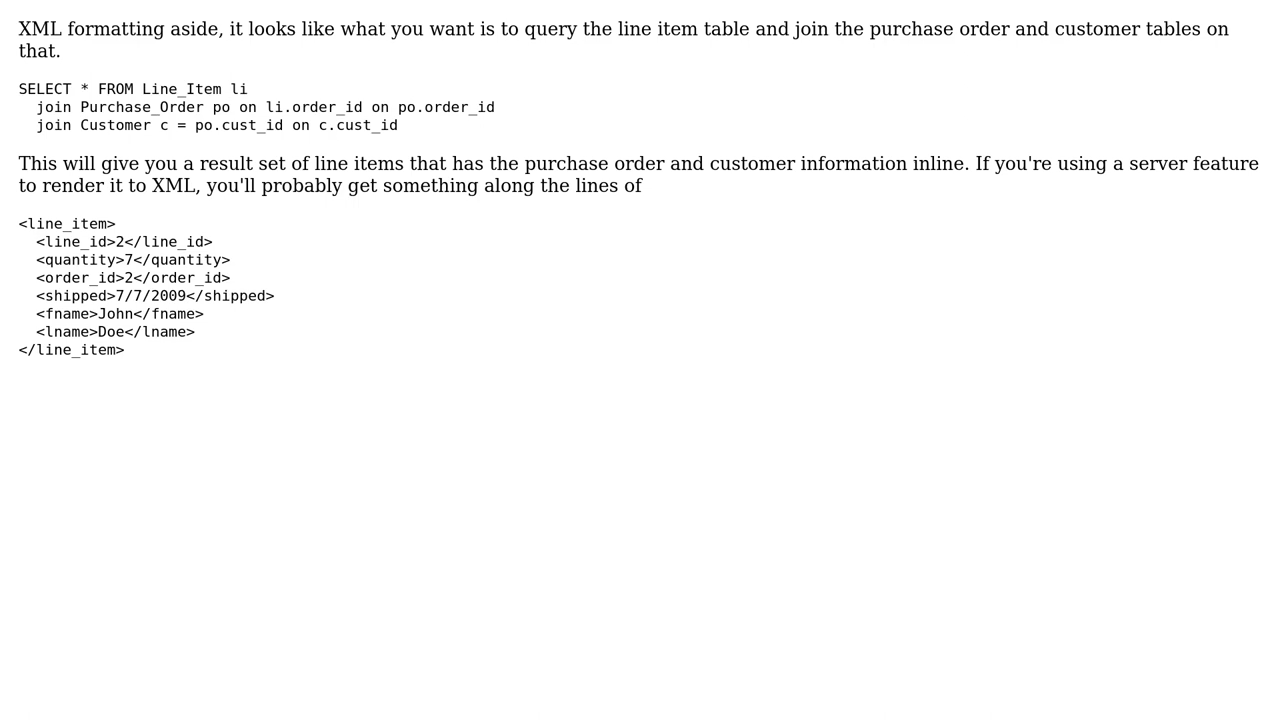 XML formatting aside, it looks like what you want is to query the line item table and join the purchase order and customer tables on
that.
SELECT * FROM Line_Item li
  join Purchase_Order po on li.order_id on po.order_id
  join Customer c = po.cust_id on c.cust_id
This will give you a result set of line items that has the purchase order and customer information inline. If you're using a server feature
to render it to XML, you'll probably get something along the lines of
<line_item>
  <line_id>2</line_id>
  <quantity>7</quantity>
  <order_id>2</order_id>
  <shipped>7/7/2009</shipped>
  <fname>John</fname>
  <lname>Doe</lname>
</line_item>